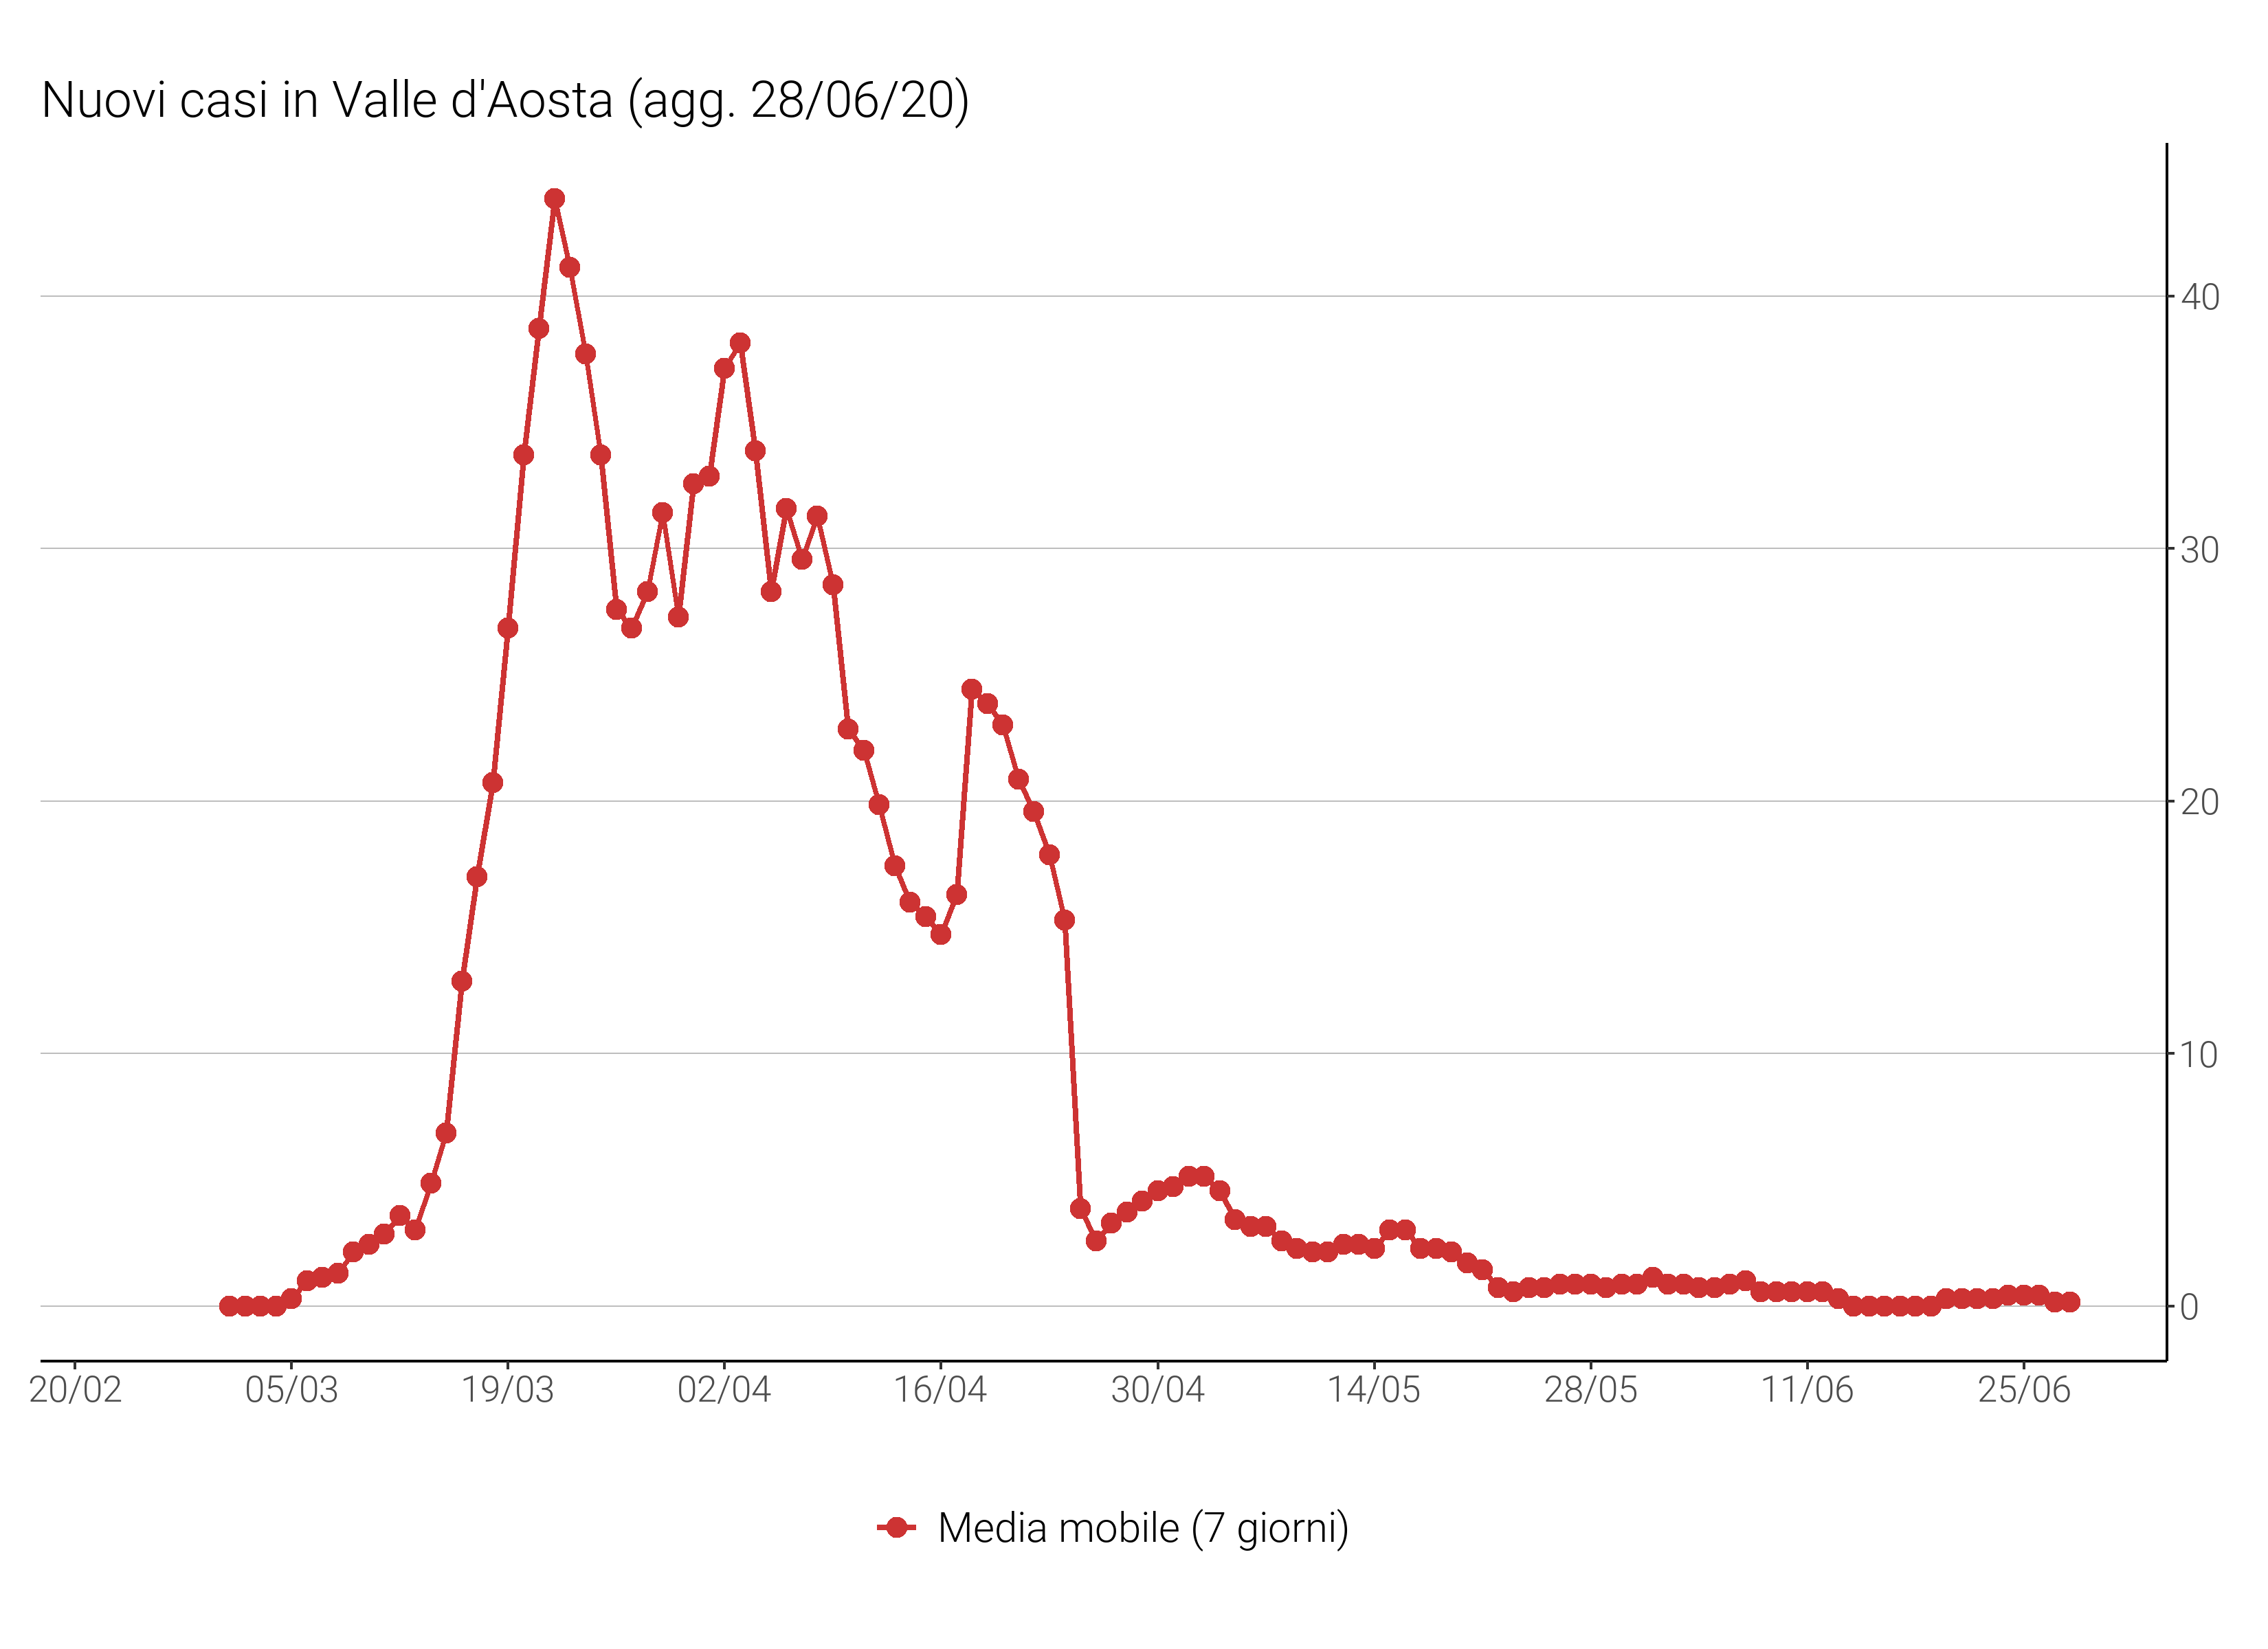 Nuovi casi in Valle d'Aosta (agg. 28/06/20)
40
30
20
10
0
20/02 05/03 19/03 02/04 16/04 30/04 14/05 28/05 11/06 25/06
Media mobile (7 giorni)